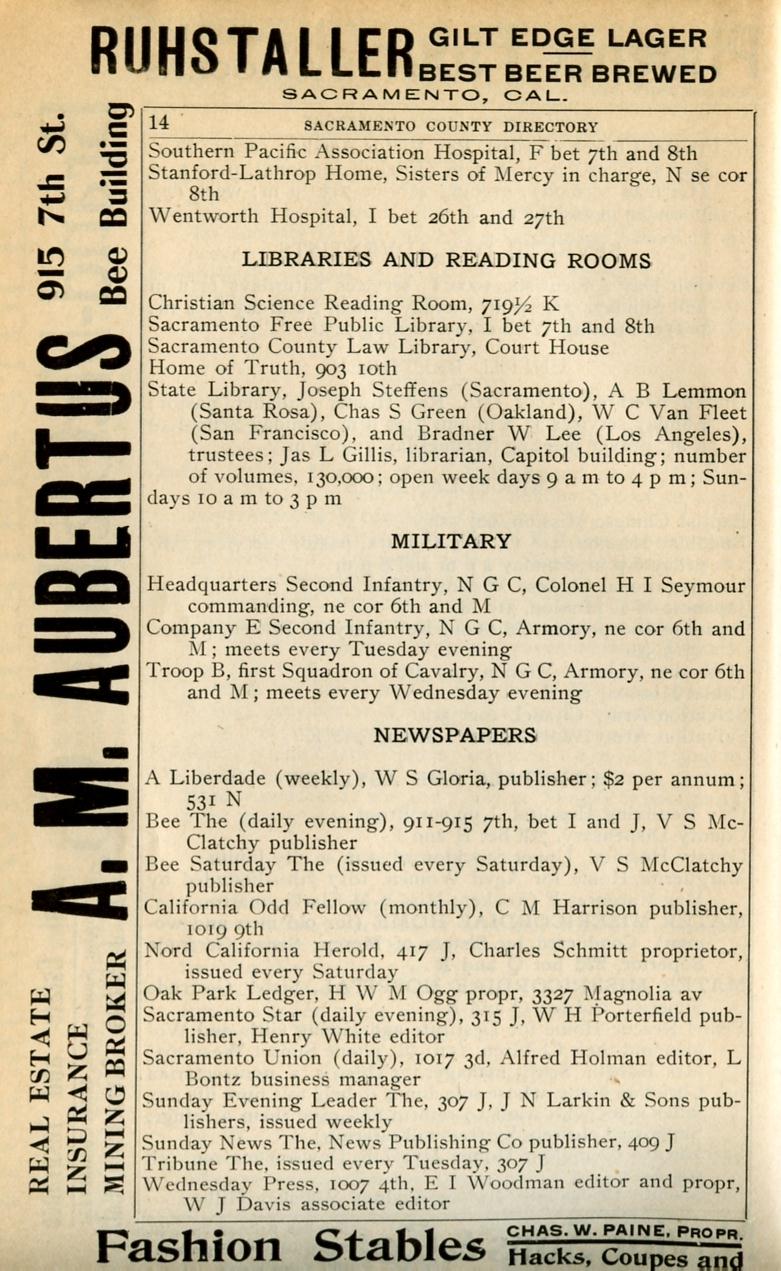 RUHSTALLER GILT EDGE LAGER
BEST BEER BREWED
SACRAMENTO, CAL.
A. M. AUBERTUS 915 7th St.
Bee Building
REAL ESTATE
INSURANCE
MINING BROKER
14 SACRAMENTO COUNTY DIRECTORY
Southern Pacific Association Hospital, F bet 7th and 8th
Stanford-Lathrop Home, Sisters of Mercy in charge, N se cor
8th
Wentworth Hospital, I bet 26th and 27th
LIBRARIES AND READING ROOMS
Christian Science Reading Room, 719½ K
Sacramento Free Public Library, I bet 7th and 8th
Sacramento County Law Library, Court House
Home of Truth, 903 10th
State Library, Joseph Steffens (Sacramento), A B Lemmon
(Santa Rosa), Chas S Green (Oakland), W C Van Fleet
(San Francisco), and Bradner W Lee (Los Angeles),
trustees; Jas L Gillis, librarian, Capitol building; number
of volumes, 130,000; open week days 9 a m to 4 p m; Sun-
days 10 a m to 3 p m
MILITARY
Headquarters Second Infantry, N G C, Colonel H I Seymour
commanding, ne cor 6th and M
Company E Second Infantry, N G C, Armory, ne cor 6th and
M; meets every Tuesday evening
Troop B, first Squadron of Cavalry, N G C, Armory, ne cor 6th
and M; meets every Wednesday evening
NEWSPAPERS
A Liberdade (weekly), W S Gloria, publisher; $2 per annum;
531 N
Bee The (daily evening), 911-915 7th, bet I and J, V S Mc-
Clatchy publisher
Bee Saturday The (issued every Saturday), V S McClatchy
publisher
California Odd Fellow (monthly), C M Harrison publisher,
1019 9th
Nord California Herold, 417 J, Charles Schmitt proprietor,
issued every Saturday
Oak Park Ledger, H W M Ogg propr, 3327 Magnolia av
Sacramento Star (daily evening), 315 J, W H Porterfield pub-
lisher, Henry White editor
Sacramento Union (daily), 1017 3d, Alfred Holman editor, L
Bontz business manager
Sunday Evening Leader The, 307 J, J N Larkin & Sons pub-
lishers, issued weekly
Sunday News The, News Publishing Co publisher, 409 J
Tribune The, issued every Tuesday, 307 J
Wednesday Press, 1007 4th, E I Woodman editor and propr,
W J Davis associate editor
Fashion Stables CHAS. W. PAINE, PROPR.
Hacks, Coupes and